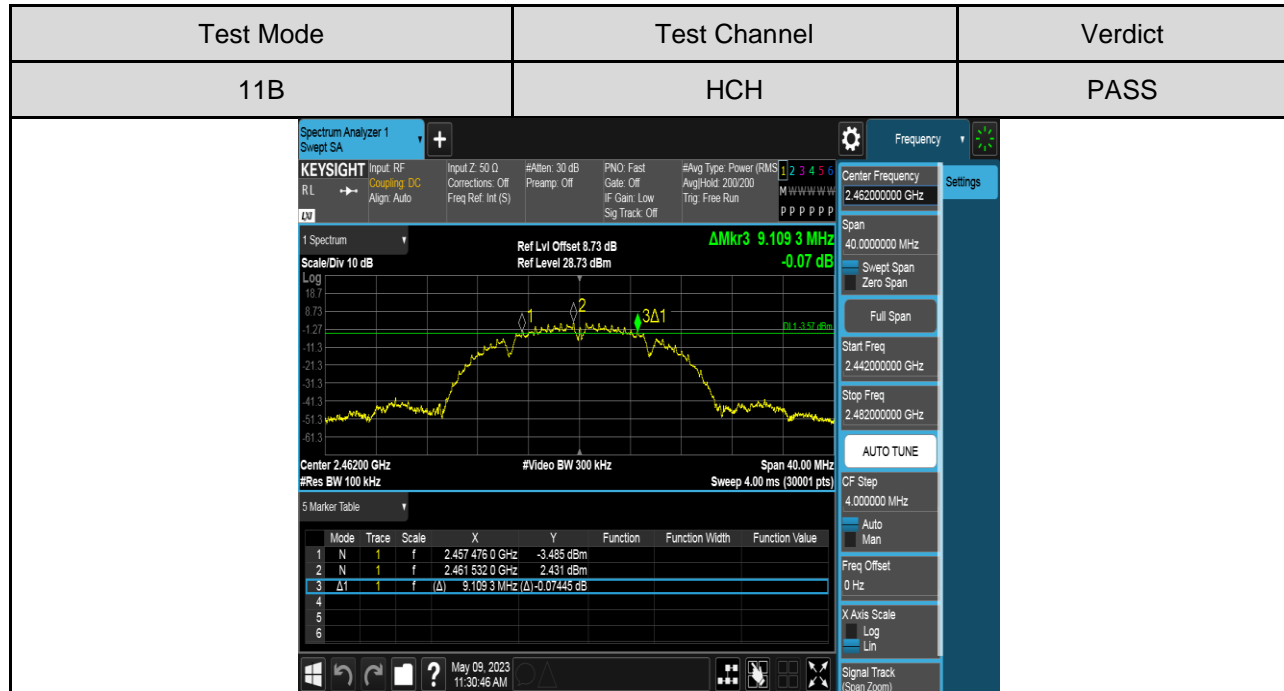 Test Mode Test Channel Verdict
11B HCH PASS
Spectrum Analyzer 1
Swept SA
+
Frequency
KEYSIGHT
RL
LXI
Input: RF
Coupling: DC
Align: Auto
Input Z: 50 Ω
Corrections: Off
Freq Ref: Int (S)
#Atten: 30 dB
Preamp: Off
PNO: Fast
Gate: Off
IF Gain: Low
Sig Track: Off
#Avg Type: Power (RMS
Avg|Hold: 200/200
Trig: Free Run
1 2 3 4 5 6
M W W W W W
P P P P P P
Settings
Center Frequency
2.462000000 GHz
Span
40.0000000 MHz
Swept Span
Zero Span
Full Span
Start Freq
2.442000000 GHz
Stop Freq
2.482000000 GHz
AUTO TUNE
CF Step
4.000000 MHz
Auto
Man
Freq Offset
0 Hz
X Axis Scale
Log
Lin
Signal Track
(Span Zoom)
1 Spectrum
Scale/Div 10 dB
Ref Lvl Offset 8.73 dB
Ref Level 28.73 dBm
ΔMkr3 9.109 3 MHz
-0.07 dB
Log
18.7
8.73
-1.27
-11.3
-21.3
-31.3
-41.3
-51.3
-61.3
1
2
3Δ1
DL1 -3.57 dBm
Center 2.46200 GHz
#Res BW 100 kHz
#Video BW 300 kHz
Span 40.00 MHz
Sweep 4.00 ms (30001 pts)
5 Marker Table
Mode Trace Scale X Y Function Function Width Function Value
1 N 1 f 2.457 476 0 GHz -3.485 dBm
2 N 1 f 2.461 532 0 GHz 2.431 dBm
3 Δ1 1 f (Δ) 9.109 3 MHz (Δ) -0.07445 dB
4
5
6
?
May 09, 2023
11:30:46 AM